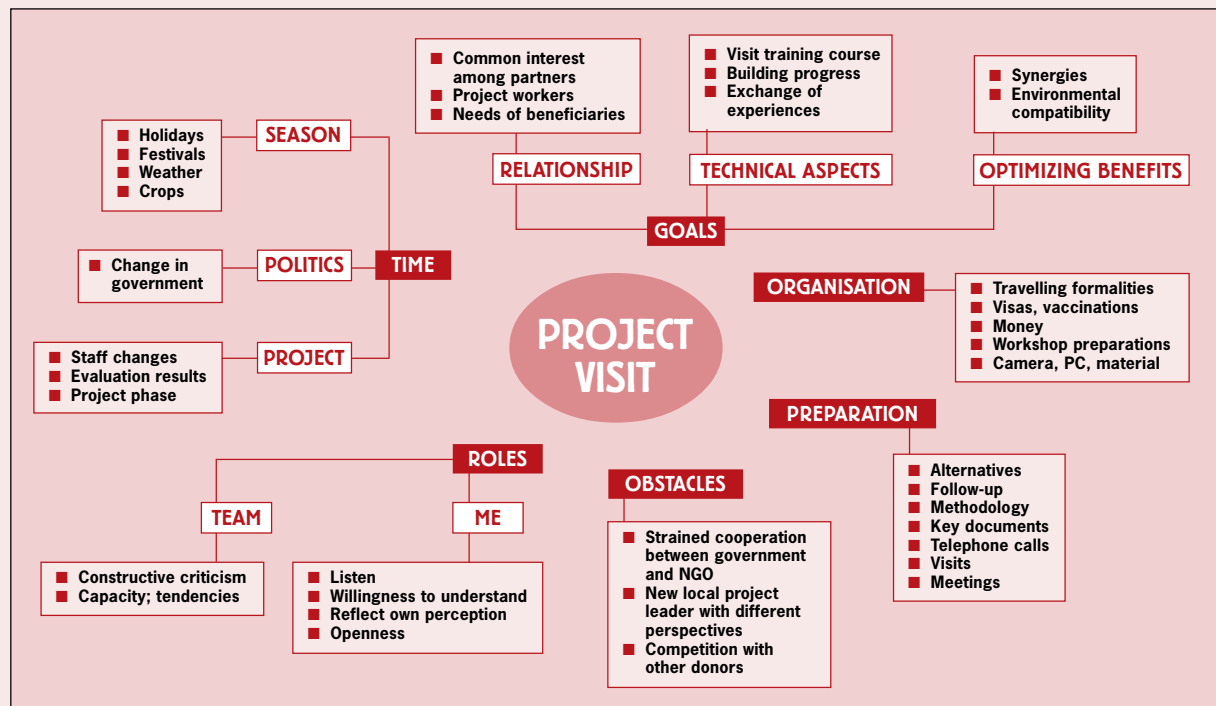 PROJECT
VISIT
GOALS
RELATIONSHIP
■ Common interest
among partners
■ Project workers
■ Needs of beneficiaries
TECHNICAL ASPECTS
■ Visit training course
■ Building progress
■ Exchange of
experiences
OPTIMIZING BENEFITS
■ Synergies
■ Environmental
compatibility
TIME
SEASON
■ Holidays
■ Festivals
■ Weather
■ Crops
POLITICS
■ Change in
government
PROJECT
■ Staff changes
■ Evaluation results
■ Project phase
ORGANISATION
■ Travelling formalities
■ Visas, vaccinations
■ Money
■ Workshop preparations
■ Camera, PC, material
PREPARATION
■ Alternatives
■ Follow-up
■ Methodology
■ Key documents
■ Telephone calls
■ Visits
■ Meetings
ROLES
TEAM
■ Constructive criticism
■ Capacity; tendencies
ME
■ Listen
■ Willingness to understand
■ Reflect own perception
■ Openness
OBSTACLES
■ Strained cooperation
between government
and NGO
■ New local project
leader with different
perspectives
■ Competition with
other donors